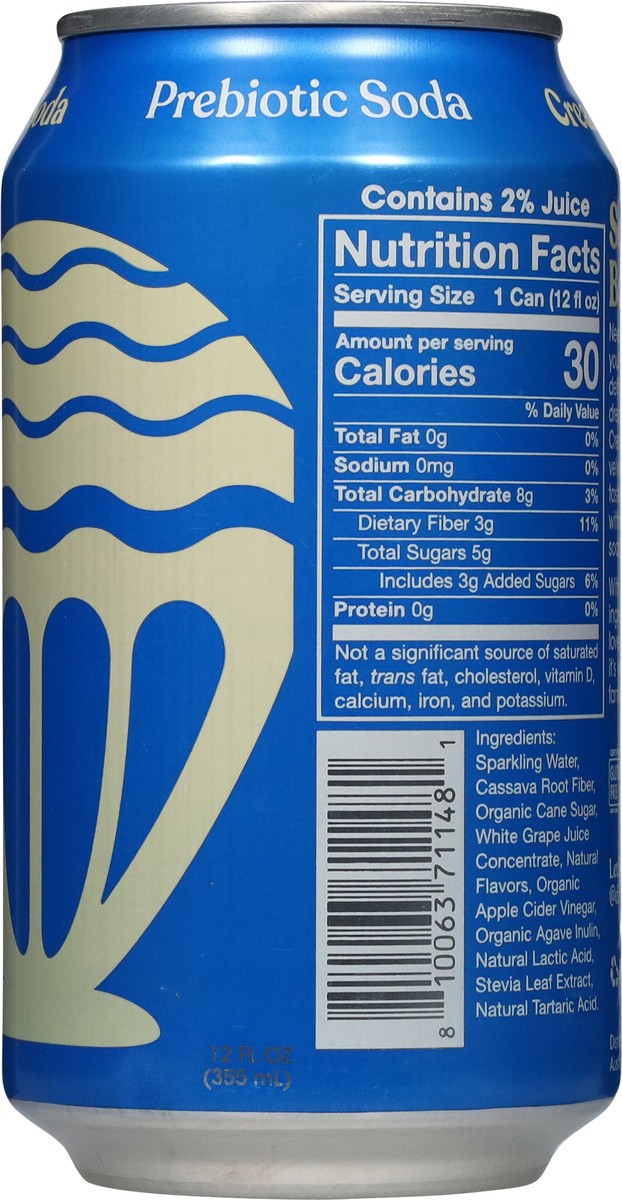 Prebiotic Soda
Contains 2% Juice
Nutrition Facts
Serving Size 1 Can (12 fl oz)
Amount per serving
Calories 30
% Daily Value
Total Fat 0g 0%
Sodium 0mg 0%
Total Carbohydrate 8g 3%
Dietary Fiber 3g 11%
Total Sugars 5g
Includes 3g Added Sugars 6%
Protein 0g 0%
Not a significant source of saturated
fat, trans fat, cholesterol, vitamin D,
calcium, iron, and potassium.
Ingredients:
Sparkling Water,
Cassava Root Fiber,
Organic Cane Sugar,
White Grape Juice
Concentrate, Natural
Flavors, Organic
Apple Cider Vinegar,
Organic Agave Inulin,
Natural Lactic Acid,
Stevia Leaf Extract,
Natural Tartaric Acid.
8 10063 71148 1
12 FL OZ
(355 mL)